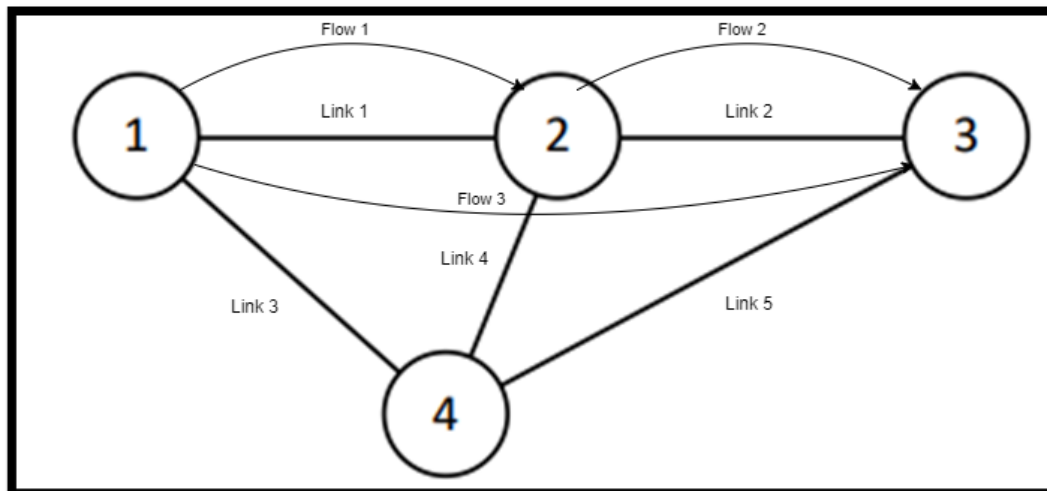 Flow 1
Flow 2
Link 1
Link 2
1
2
3
Flow 3
Link 4
Link 3
Link 5
4